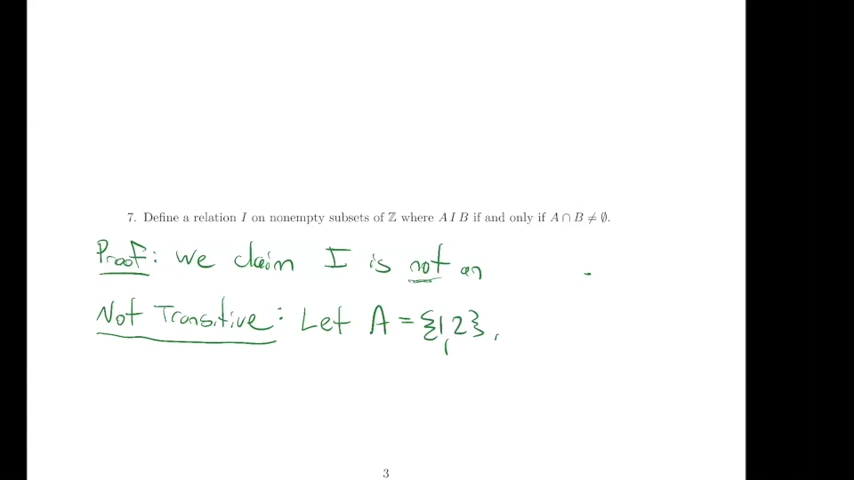 7. Define a relation I on nonempty subsets of ℤ where A I B if and only if A ∩ B ≠ ∅.
Proof: we claim I is not an
Not Transitive: Let A = {1,2},
3